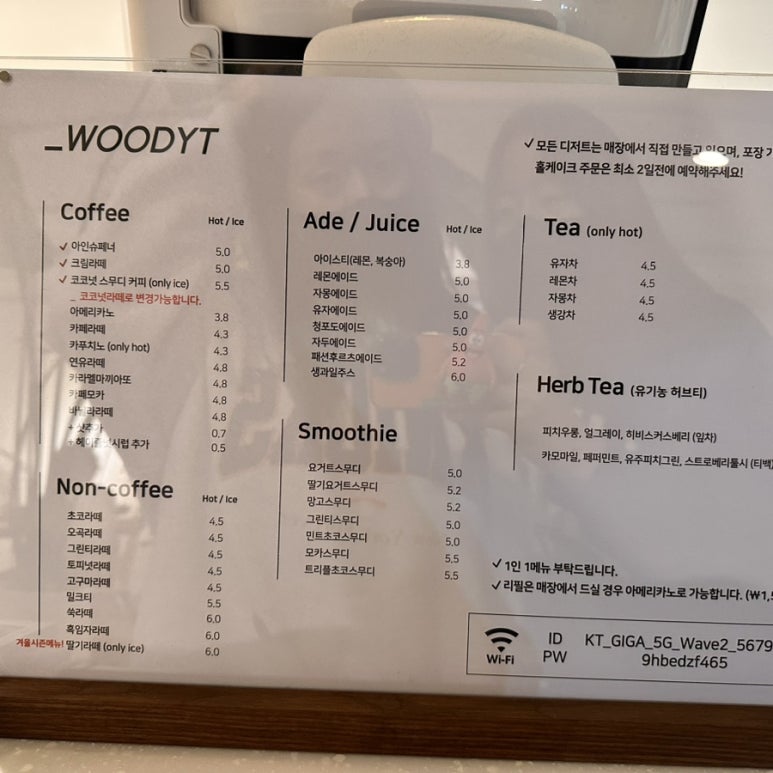 _WOODYT
✓ 모든 디저트는 매장에서 직접 만들고 있으며, 포장
홀케이크 주문은 최소 2일전에 예약해주세요!
Coffee Hot / Ice
✓ 아인슈페너 5.0
✓ 크림라떼 5.0
✓ 코코넛 스무디 커피 (only ice) 5.5
_ 코코넛라떼로 변경가능합니다.
아메리카노 3.8
카페라떼 4.3
카푸치노 (only hot) 4.3
연유라떼 4.8
카라멜마끼아또 4.8
카페모카 4.8
바닐라라떼 4.8
+ 샷추가 0.7
+ 헤이즐넛시럽 추가 0.5
Non-coffee Hot / Ice
초코라떼 4.5
오곡라떼 4.5
그린티라떼 4.5
토피넛라떼 4.5
고구마라떼 4.5
밀크티 5.5
쑥라떼 6.0
흑임자라떼 6.0
겨울시즌메뉴! 딸기라떼 (only ice) 6.0
Ade / Juice Hot / Ice
아이스티(레몬, 복숭아) 3.8
레몬에이드 5.0
자몽에이드 5.0
유자에이드 5.0
청포도에이드 5.0
자두에이드 5.0
패션후르츠에이드 5.2
생과일주스 6.0
Smoothie
요거트스무디 5.0
딸기요거트스무디 5.2
망고스무디 5.2
그린티스무디 5.0
민트초코스무디 5.0
모카스무디 5.5
트리플초코스무디 5.5
Tea (only hot)
유자차 4.5
레몬차 4.5
자몽차 4.5
생강차 4.5
Herb Tea (유기농 허브티)
피치우롱, 얼그레이, 히비스커스베리 (잎차)
카모마일, 페퍼민트, 유주피치그린, 스트로베리룰시 (티백)
✓ 1인 1메뉴 부탁드립니다.
✓ 리필은 매장에서 드실 경우 아메리카노로 가능합니다. (₩1,5
Wi-Fi
ID KT_GIGA_5G_Wave2_5679
PW 9hbedzf465